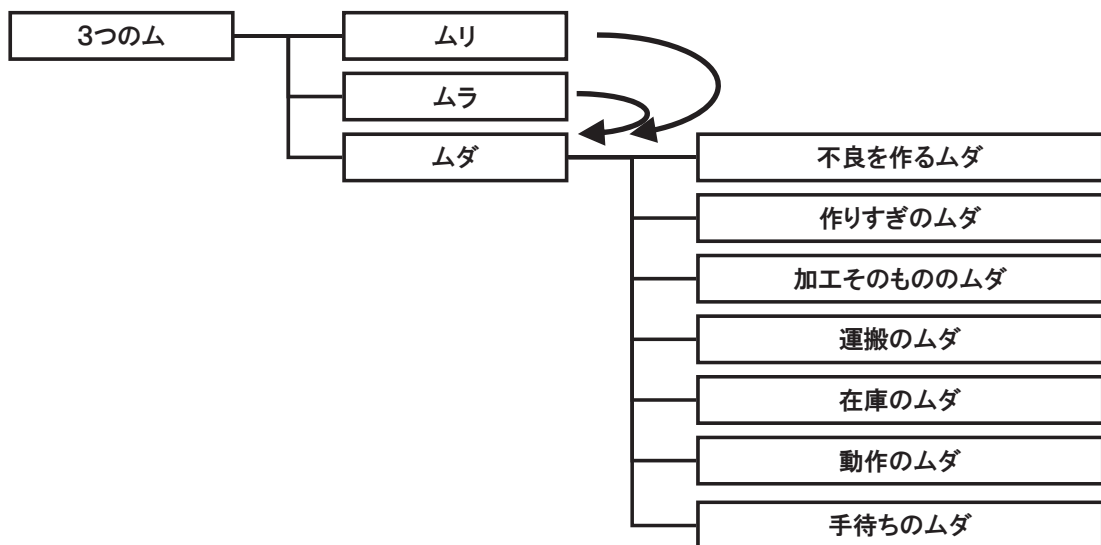 3つのム
ムリ
ムラ
ムダ
不良を作るムダ
作りすぎのムダ
加工そのもののムダ
運搬のムダ
在庫のムダ
動作のムダ
手待ちのムダ